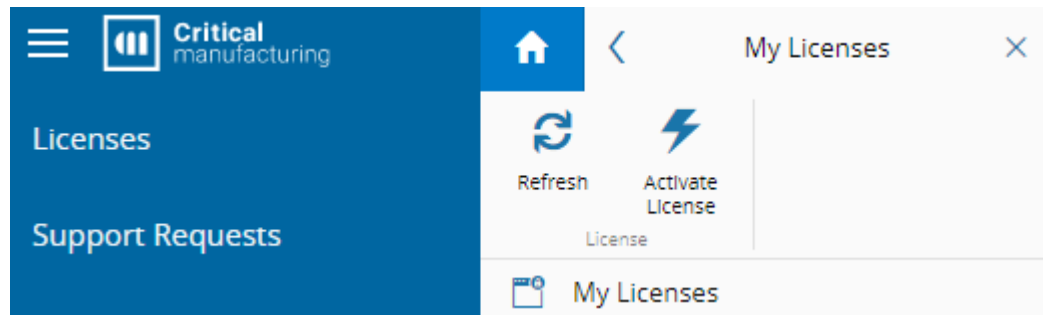 Critical
manufacturing
My Licenses
Licenses
Support Requests
Refresh
Activate
License
License
My Licenses